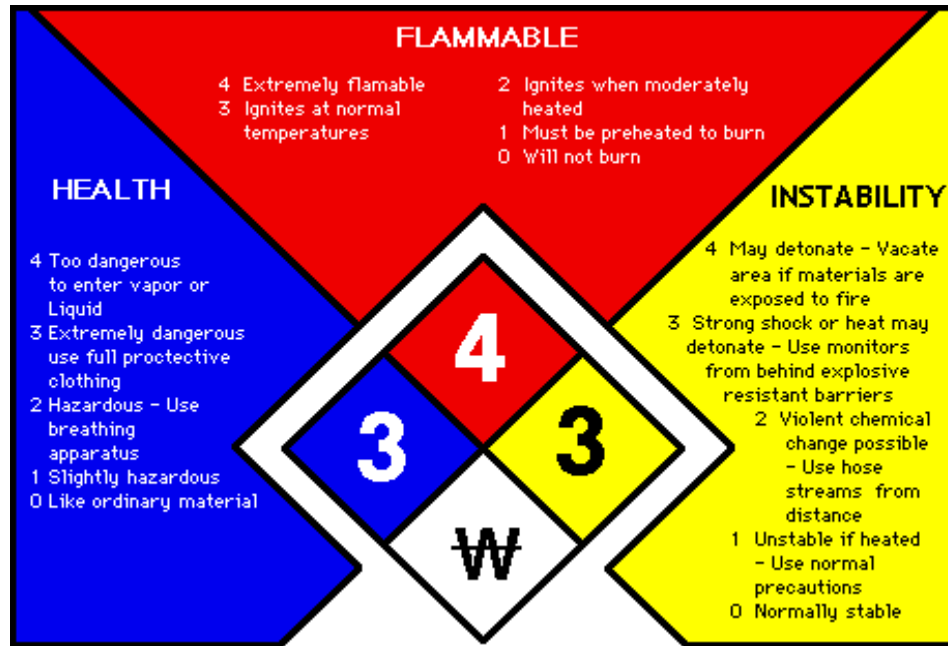 FLAMMABLE
4 Extremely flamable
3 Ignites at normal
temperatures
2 Ignites when moderately
heated
1 Must be preheated to burn
0 Will not burn
HEALTH
4 Too dangerous
to enter vapor or
Liquid
3 Extremely dangerous
use full proctective
clothing
2 Hazardous - Use
breathing
apparatus
1 Slightly hazardous
0 Like ordinary material
INSTABILITY
4 May detonate - Vacate
area if materials are
exposed to fire
3 Strong shock or heat may
detonate - Use monitors
from behind explosive
resistant barriers
2 Violent chemical
change possible
- Use hose
streams from
distance
1 Unstable if heated
- Use normal
precautions
0 Normally stable
4
3
3
W